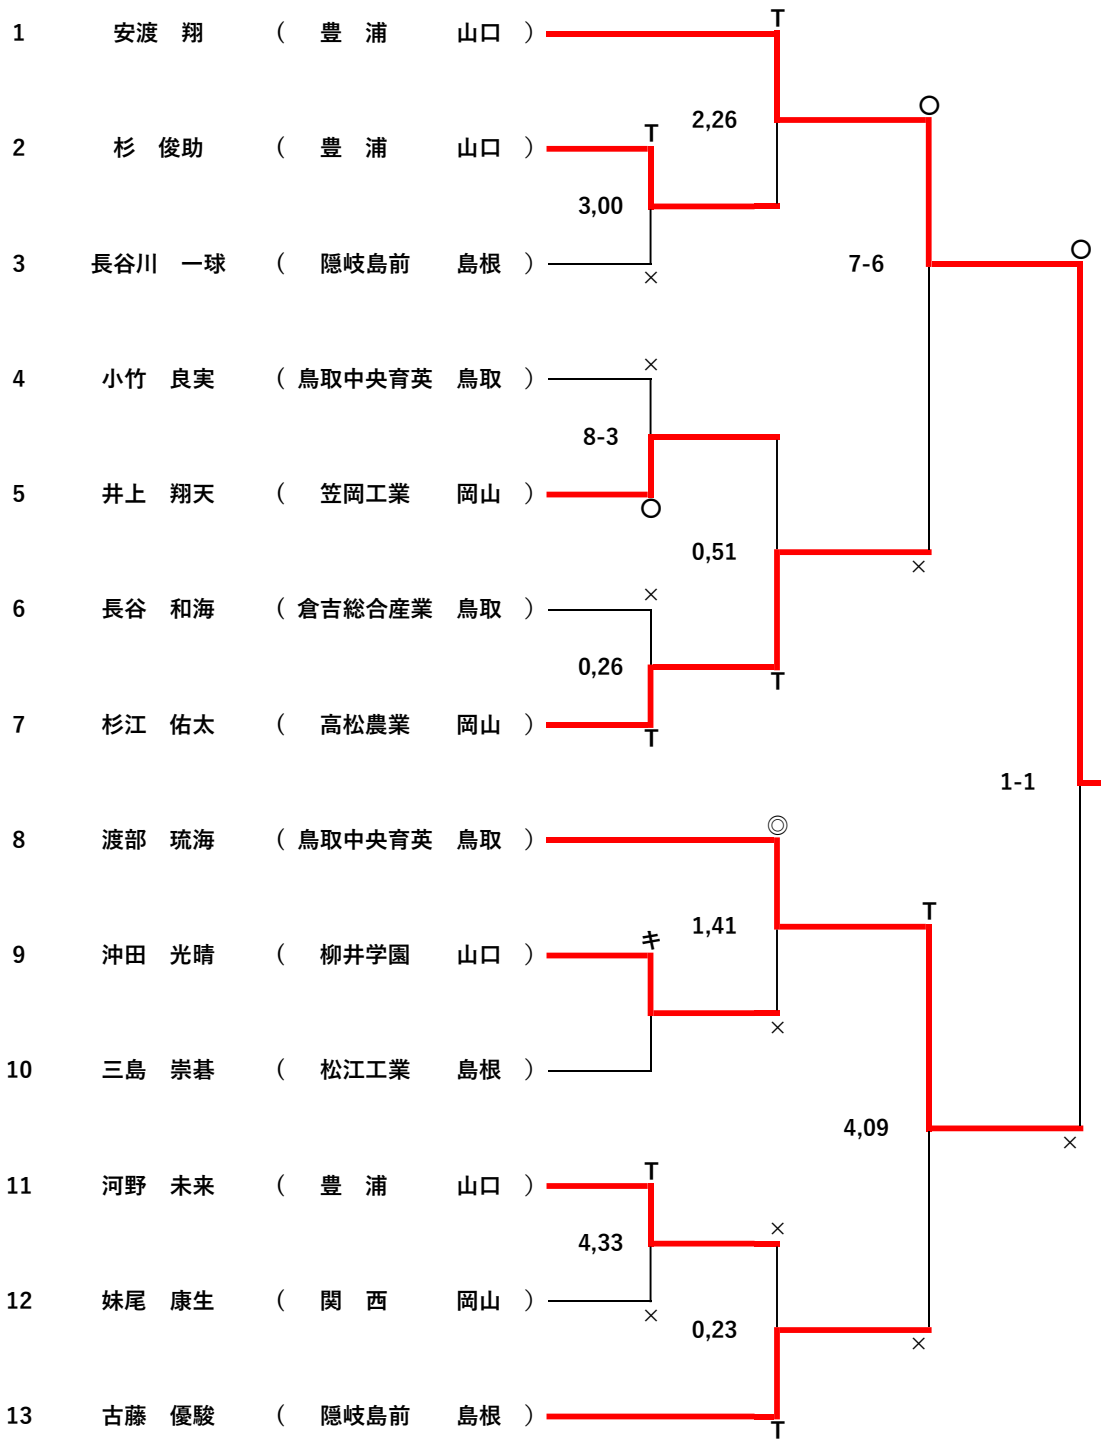 T
1 安渡 翔 ( 豊 浦 山口 )
○
2,26
T
2 杉 俊助 ( 豊 浦 山口 )
3,00
○
7-6
3 長谷川 一球 ( 隠岐島前 島根 )
×
×
4 小竹 良実 ( 鳥取中央育英 鳥取 )
8-3
5 井上 翔天 ( 笠岡工業 岡山 )
○
0,51
×
×
6 長谷 和海 ( 倉吉総合産業 鳥取 )
0,26
T
7 杉江 佑太 ( 高松農業 岡山 )
T
1-1
◎
8 渡部 琉海 ( 鳥取中央育英 鳥取 )
T
1,41
キ
9 沖田 光晴 ( 柳井学園 山口 )
×
10 三島 崇碁 ( 松江工業 島根 )
4,09
×
T
11 河野 未来 ( 豊 浦 山口 )
×
4,33
12 妹尾 康生 ( 関 西 岡山 )
×
0,23
×
13 古藤 優駿 ( 隠岐島前 島根 )
T